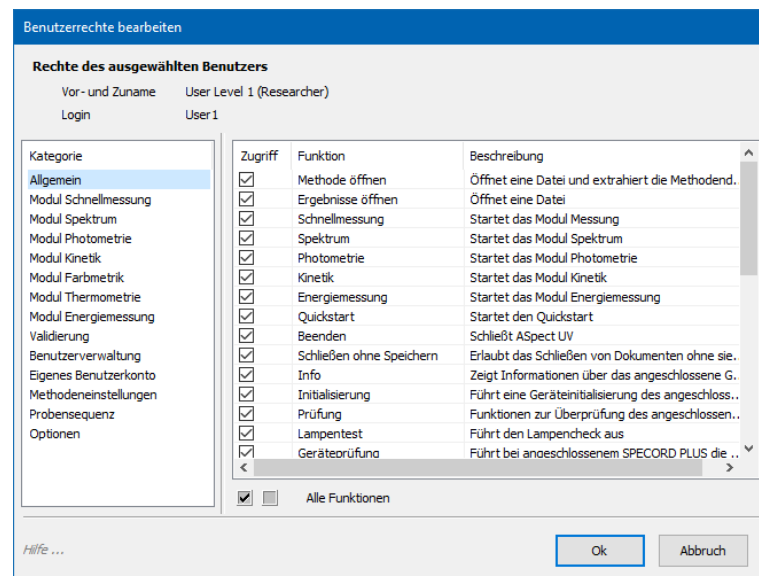 Benutzerrechte bearbeiten
Rechte des ausgewählten Benutzers
Vor- und Zuname User Level 1 (Researcher)
Login User1
Kategorie
Allgemein
Modul Schnellmessung
Modul Spektrum
Modul Photometrie
Modul Kinetik
Modul Farbmetrik
Modul Thermometrie
Modul Energiemessung
Validierung
Benutzerverwaltung
Eigenes Benutzerkonto
Methodeneinstellungen
Probensequenz
Optionen
Zugriff Funktion Beschreibung
Methode öffnen Öffnet eine Datei und extrahiert die Methodend..
Ergebnisse öffnen Öffnet eine Datei
Schnellmessung Startet das Modul Messung
Spektrum Startet das Modul Spektrum
Photometrie Startet das Modul Photometrie
Kinetik Startet das Modul Kinetik
Energiemessung Startet das Modul Energiemessung
Quickstart Startet den Quickstart
Beenden Schließt ASpect UV
Schließen ohne Speichern Erlaubt das Schließen von Dokumenten ohne sie..
Info Zeigt Informationen über das angeschlossene G..
Initialisierung Führt eine Geräteinitialisierung des angeschloss..
Prüfung Funktionen zur Überprüfung des angeschlossen..
Lampentest Führt den Lampencheck aus
Geräteprüfung Führt bei angeschlossenem SPECORD PLUS die ..
Alle Funktionen
Hilfe ...
Ok Abbruch